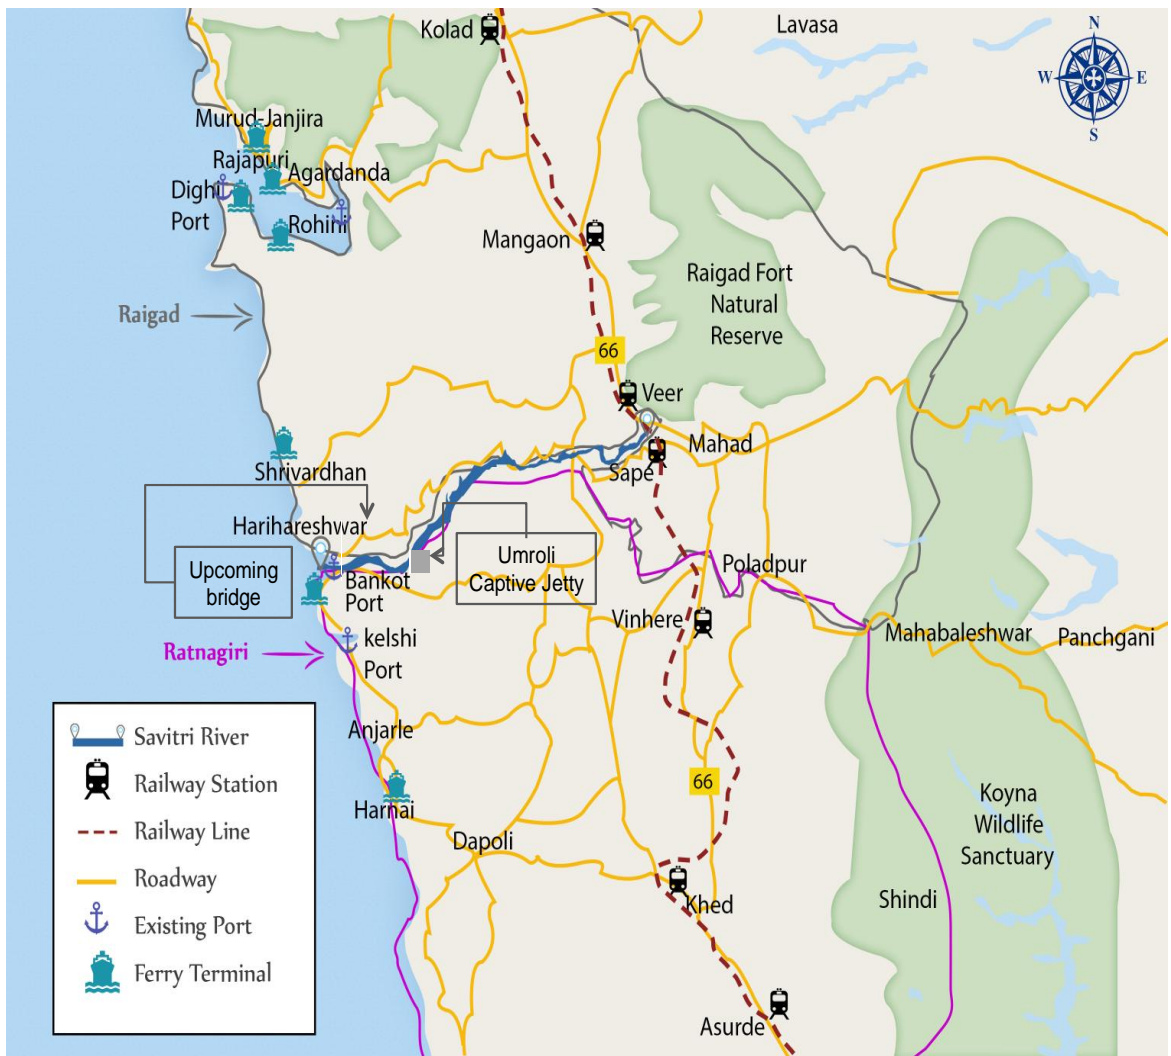 Kolad
Lavasa
N
W
E
S
Murud-Janjira
Rajapuri
Agardanda
Dighi
Port
Rohini
Mangaon
Raigad Fort
Natural
Reserve
Raigad
66
Veer
Mahad
Sape
Shrivardhan
Harihareshwar
Upcoming
bridge
Bankot
Port
Umroli
Captive Jetty
Poladpur
Vinhere
Mahabaleshwar
Panchgani
kelshi
Port
Ratnagiri
Anjarle
Harnai
Dapoli
66
Khed
Koyna
Wildlife
Sanctuary
Shindi
Asurde
Savitri River
Railway Station
Railway Line
Roadway
Existing Port
Ferry Terminal